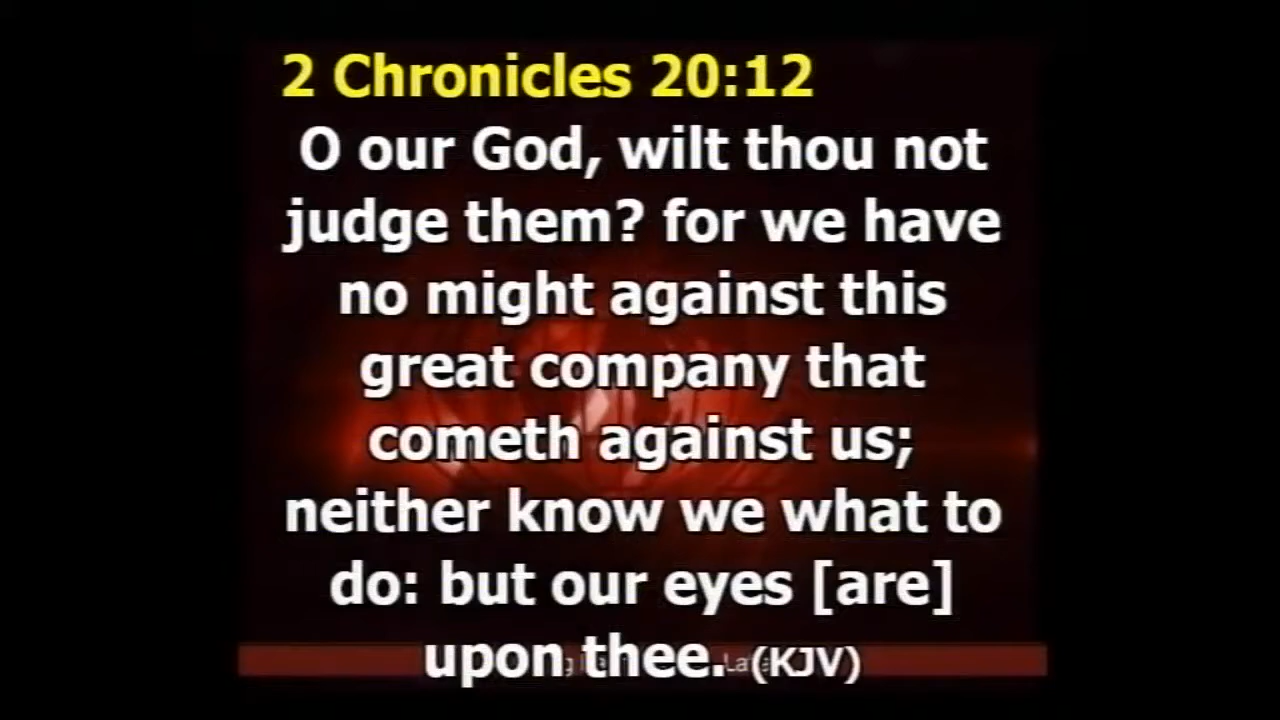 2 Chronicles 20:12
O our God, wilt thou not
judge them? for we have
no might against this
great company that
cometh against us;
neither know we what to
do: but our eyes [are]
upon thee. (KJV)